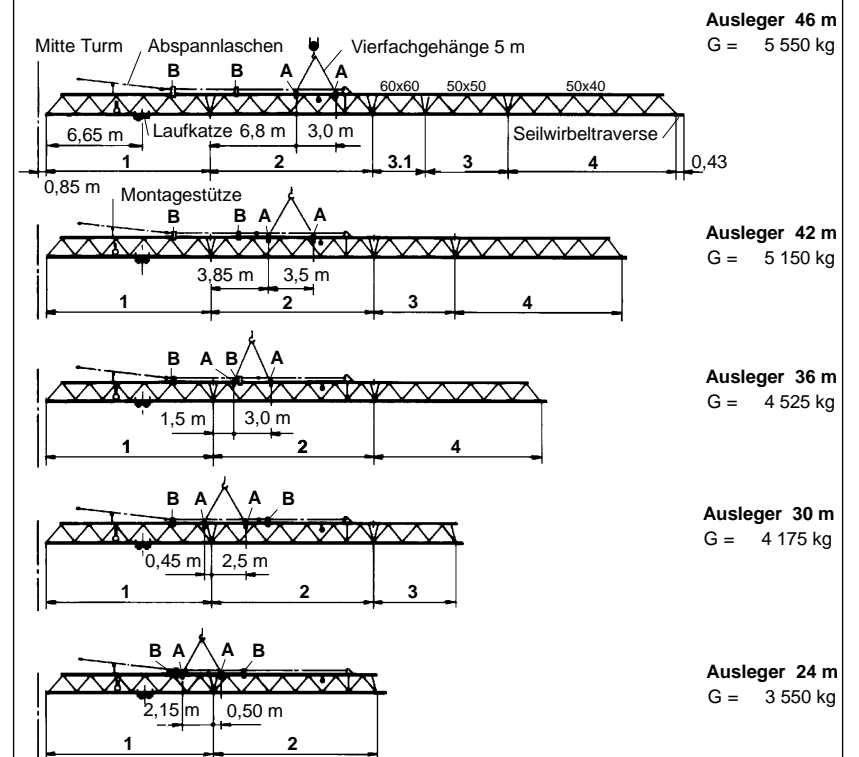 Ausleger 46 m
G = 5 550 kg
Mitte Turm Abspannlaschen Vierfachgehänge 5 m
B B A A
60x60 50x50 50x40
6,65 m Laufkatze 6,8 m 3,0 m Seilwirbeltraverse
1 2 3.1 3 4 0,43
0,85 m
Montagestütze
B B A A
Ausleger 42 m
G = 5 150 kg
3,85 m 3,5 m
1 2 3 4
B A B A
Ausleger 36 m
G = 4 525 kg
1,5 m 3,0 m
1 2 4
B A A B
Ausleger 30 m
G = 4 175 kg
0,45 m 2,5 m
1 2 3
B A A B
Ausleger 24 m
G = 3 550 kg
2,15 m 0,50 m
1 2